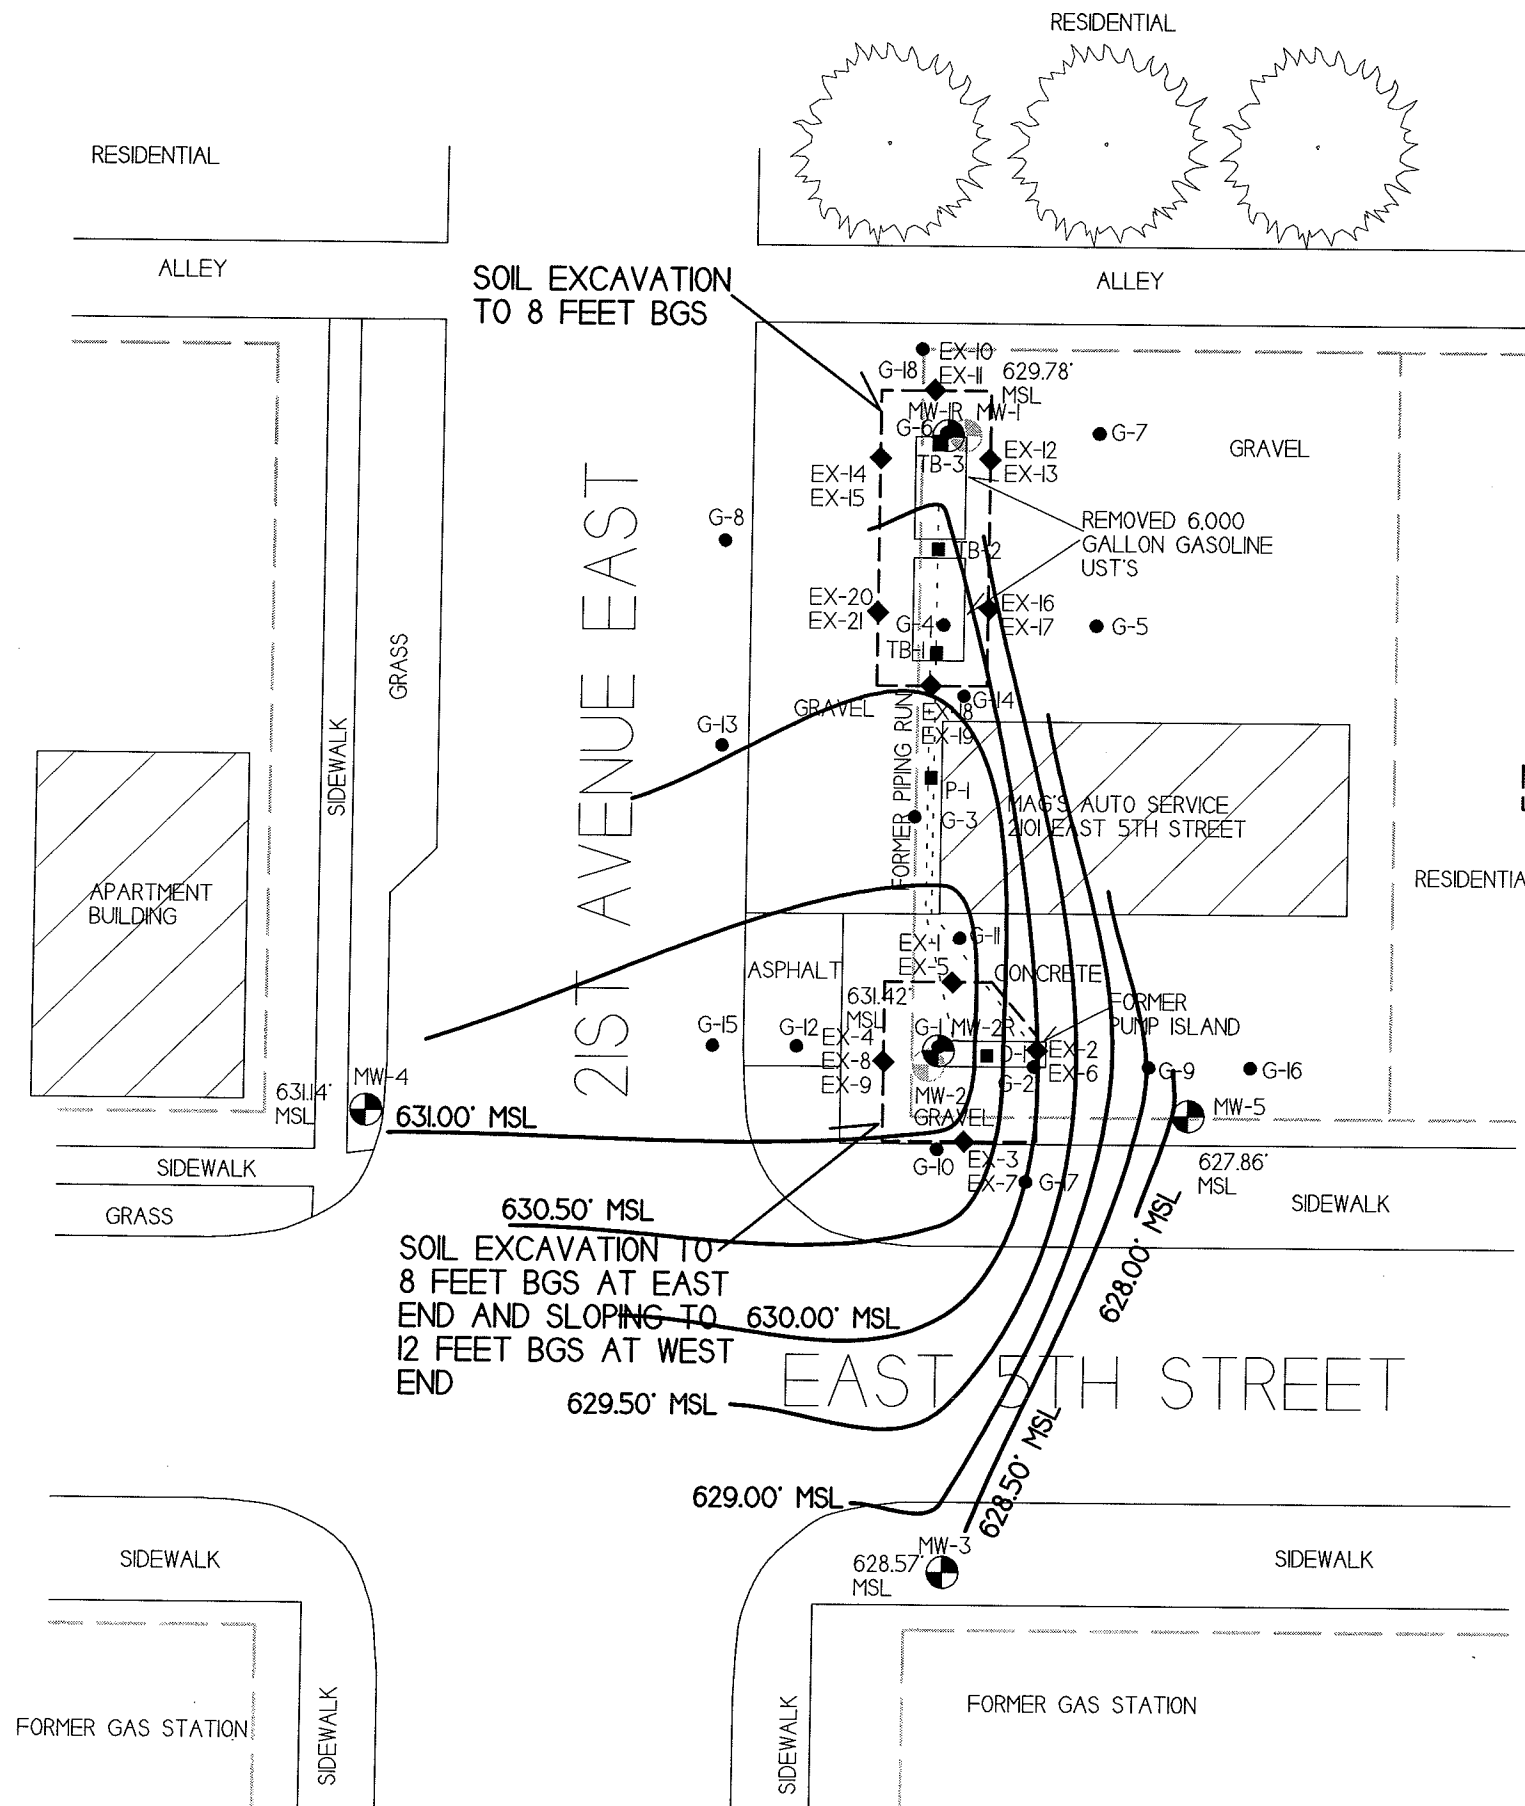 RESIDENTIAL
RESIDENTIAL
ALLEY
SOIL EXCAVATION
TO 8 FEET BGS
ALLEY
EX-10
G-18
EX-11
629.78'
MSL
MW-1R
MW-1
G-6
G-7
GRAVEL
TB-3
EX-12
EX-13
EX-14
EX-15
G-8
REMOVED 6,000
GALLON GASOLINE
UST'S
TB-2
EX-20
EX-21
G-4
EX-16
EX-17
G-5
TB-1
GRASS
SIDEWALK
21ST AVENUE EAST
GRAVEL
G-14
EX-18
EX-19
G-13
FORMER PIPING RUN
P-1
G-3
MAG'S AUTO SERVICE
2101 EAST 5TH STREET
APARTMENT
BUILDING
EX-1
EX-5
G-11
ASPHALT
CONCRETE
631.42'
MSL
FORMER
PUMP ISLAND
G-15
G-12
EX-4
EX-8
EX-9
G-1
MW-2R
D-1
EX-2
EX-6
G-2
G-9
G-16
MW-4
631.14'
MSL
631.00' MSL
MW-2
GRAVEL
MW-5
627.86'
MSL
G-10
EX-3
EX-7
G-17
SIDEWALK
GRASS
SIDEWALK
630.50' MSL
SOIL EXCAVATION TO
8 FEET BGS AT EAST
END AND SLOPING TO
12 FEET BGS AT WEST
END
630.00' MSL
628.00' MSL
EAST 5TH STREET
629.50' MSL
629.00' MSL
628.50' MSL
MW-3
628.57'
MSL
SIDEWALK
SIDEWALK
SIDEWALK
SIDEWALK
FORMER GAS STATION
FORMER GAS STATION